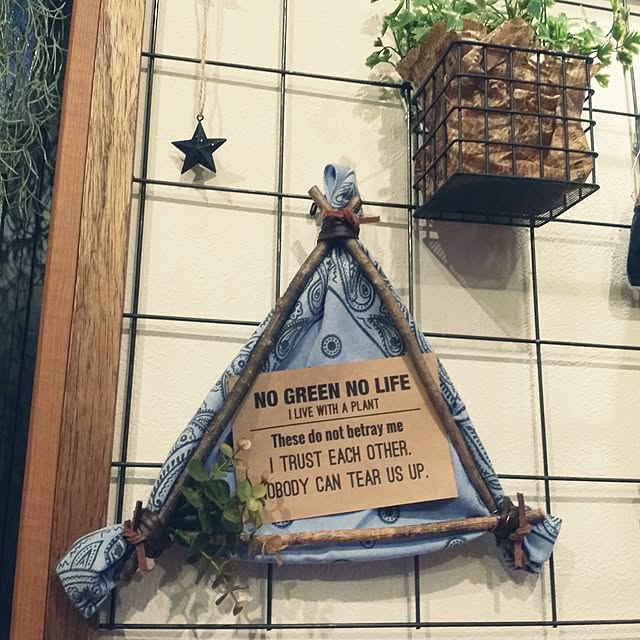 NO GREEN NO LIFE
I LIVE WITH A PLANT
These do not betray me
I TRUST EACH OTHER.
NOBODY CAN TEAR US UP.